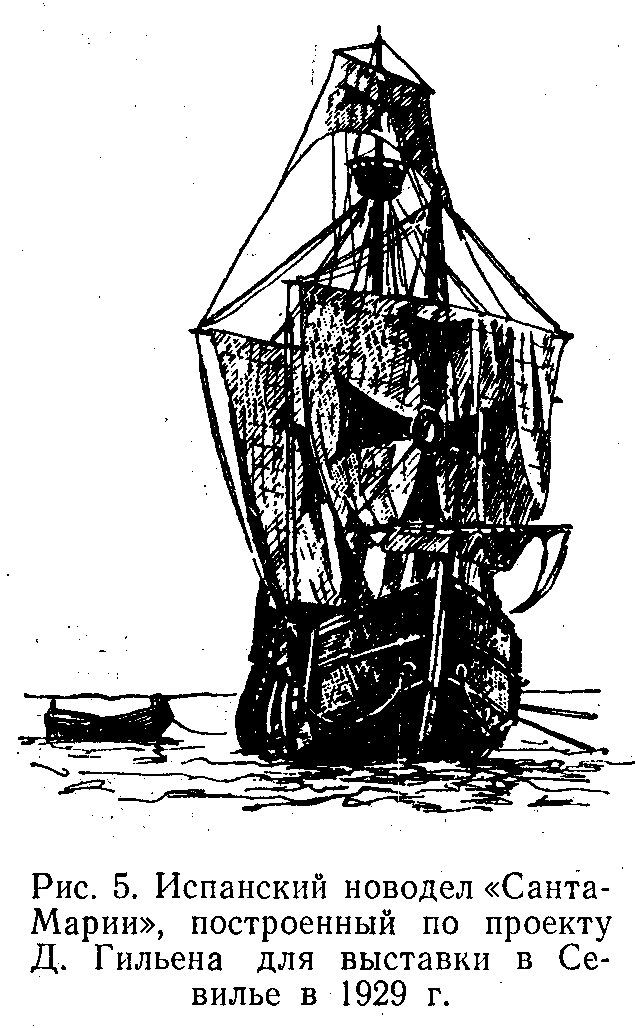 Рис. 5. Испанский новодел «Санта-
Марии», построенный по проекту
Д. Гильена для выставки в Се-
вилье в 1929 г.